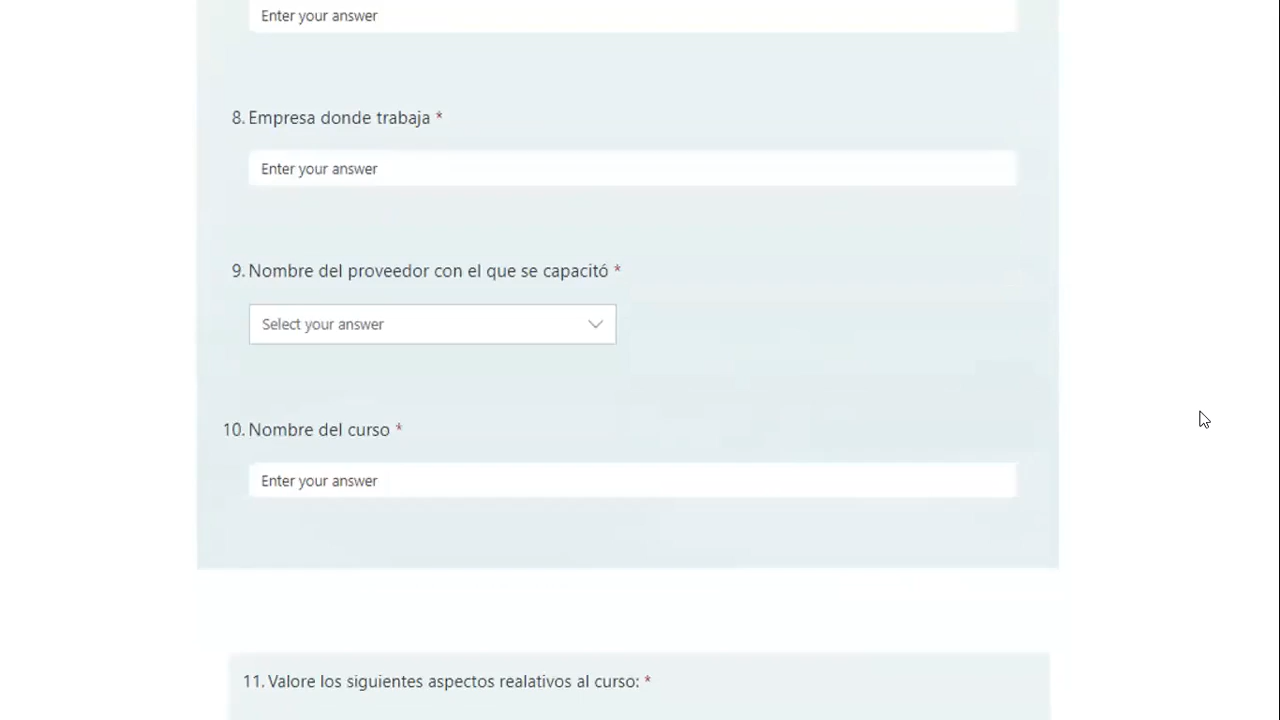 Enter your answer
8. Empresa donde trabaja *
Enter your answer
9. Nombre del proveedor con el que se capacitó *
Select your answer
10. Nombre del curso *
Enter your answer
11. Valore los siguientes aspectos realativos al curso: *